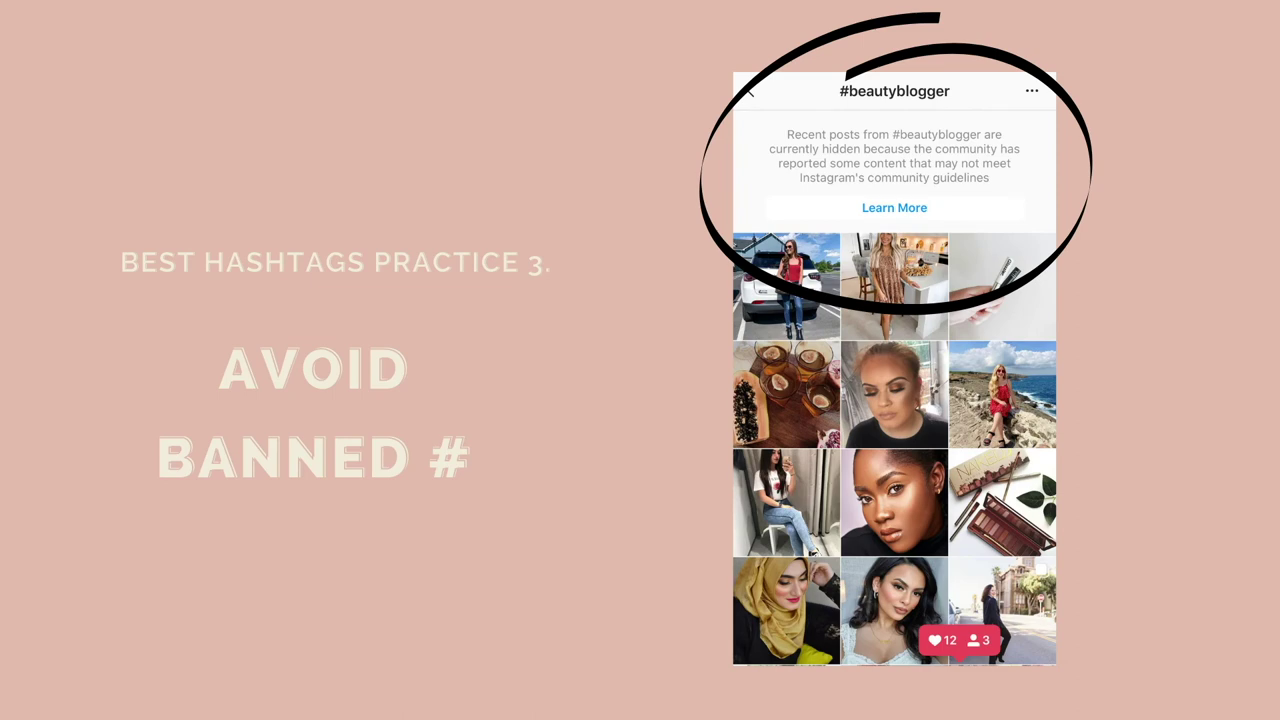 BEST HASHTAGS PRACTICE 3.
AVOID
BANNED #
#beautyblogger
Recent posts from #beautyblogger are
currently hidden because the community has
reported some content that may not meet
Instagram's community guidelines
Learn More
12 3